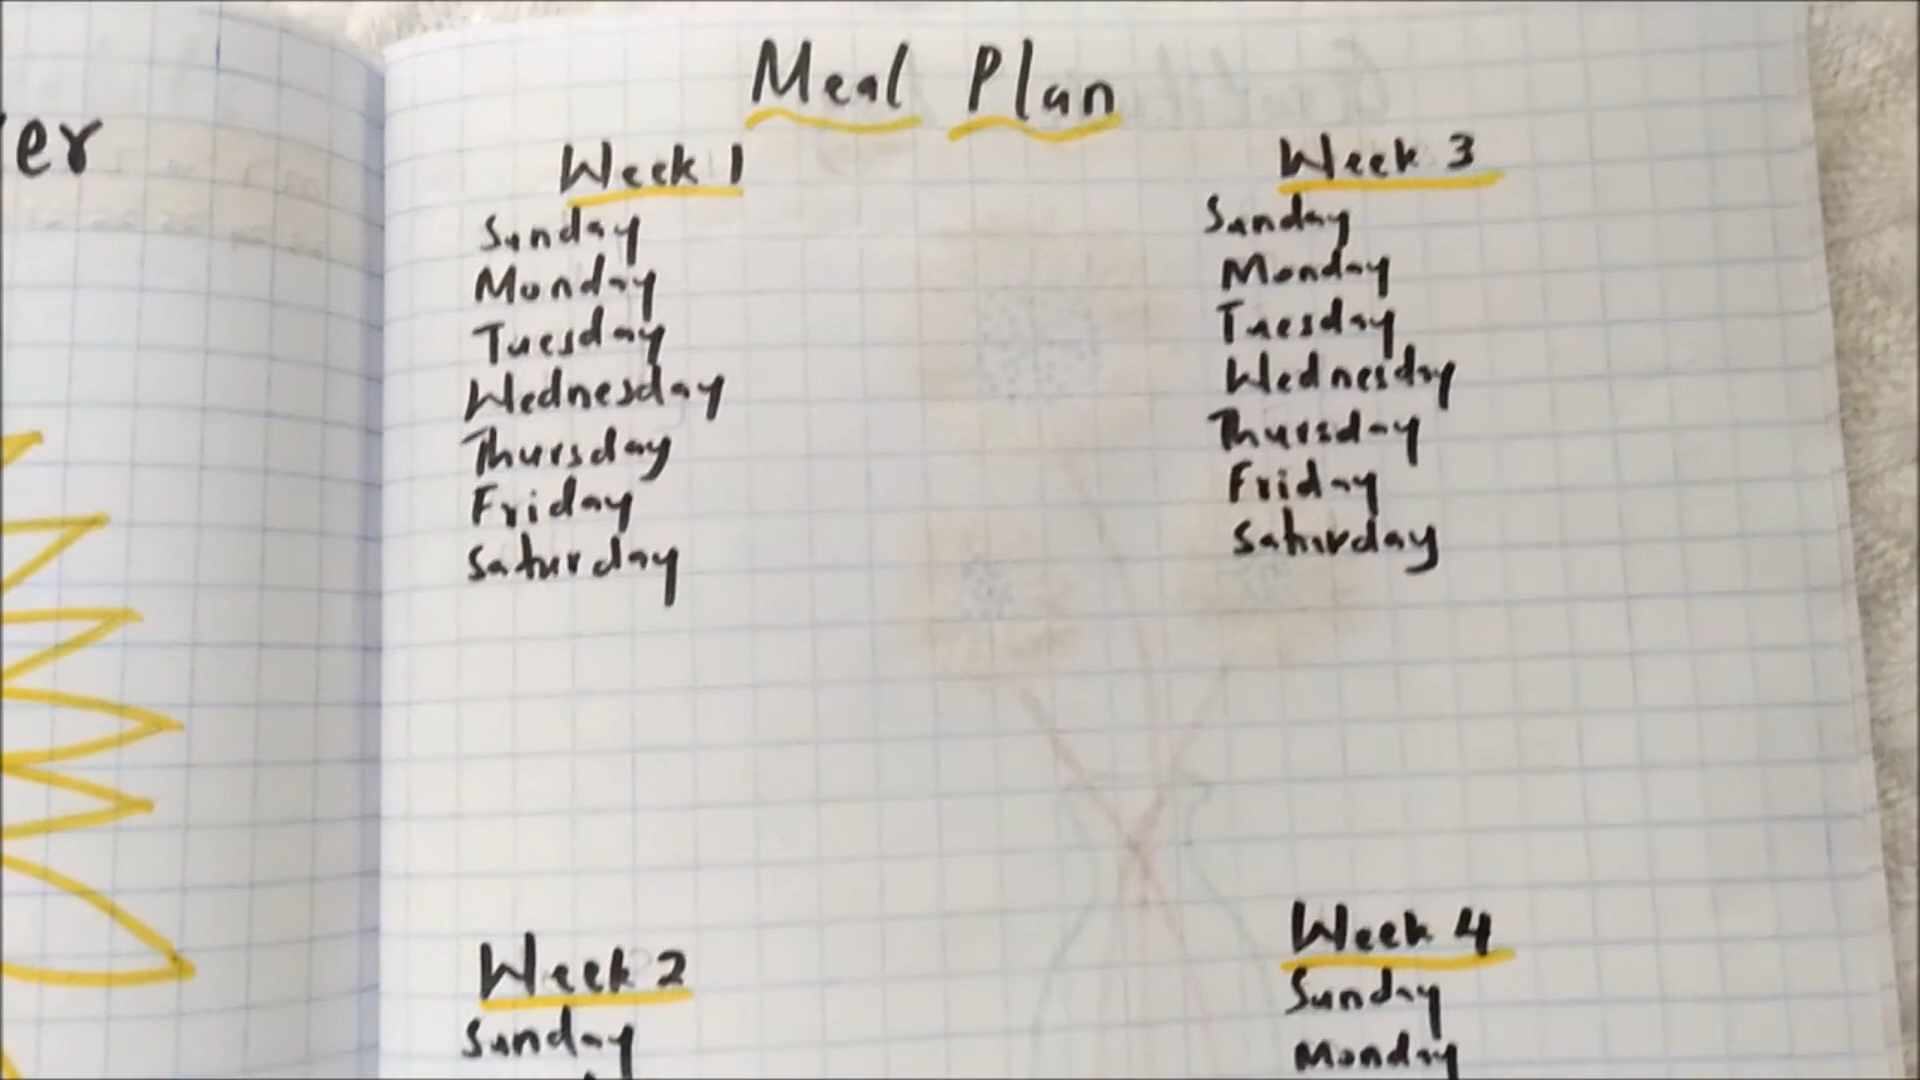 er
Meal Plan
Week 1
Sunday
Monday
Tuesday
Wednesday
Thursday
Friday
Saturday
Week 2
Sunday
Week 3
Sunday
Monday
Tuesday
Wednesday
Thursday
Friday
Saturday
Week 4
Sunday
Monday